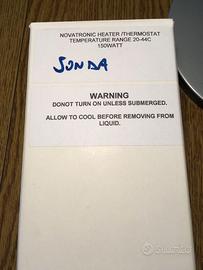 NOVATRONIC HEATER /THERMOSTAT
TEMPERATURE RANGE 20-44C
150WATT
SONDA
WARNING
DONOT TURN ON UNLESS SUBMERGED.
ALLOW TO COOL BEFORE REMOVING FROM
LIQUID.
subito